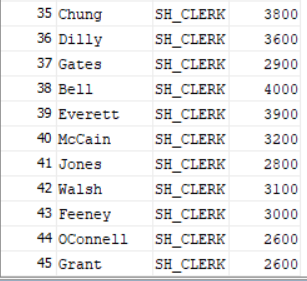 35 Chung SH_CLERK 3800
36 Dilly SH_CLERK 3600
37 Gates SH_CLERK 2900
38 Bell SH_CLERK 4000
39 Everett SH_CLERK 3900
40 McCain SH_CLERK 3200
41 Jones SH_CLERK 2800
42 Walsh SH_CLERK 3100
43 Feeney SH_CLERK 3000
44 OConnell SH_CLERK 2600
45 Grant SH_CLERK 2600